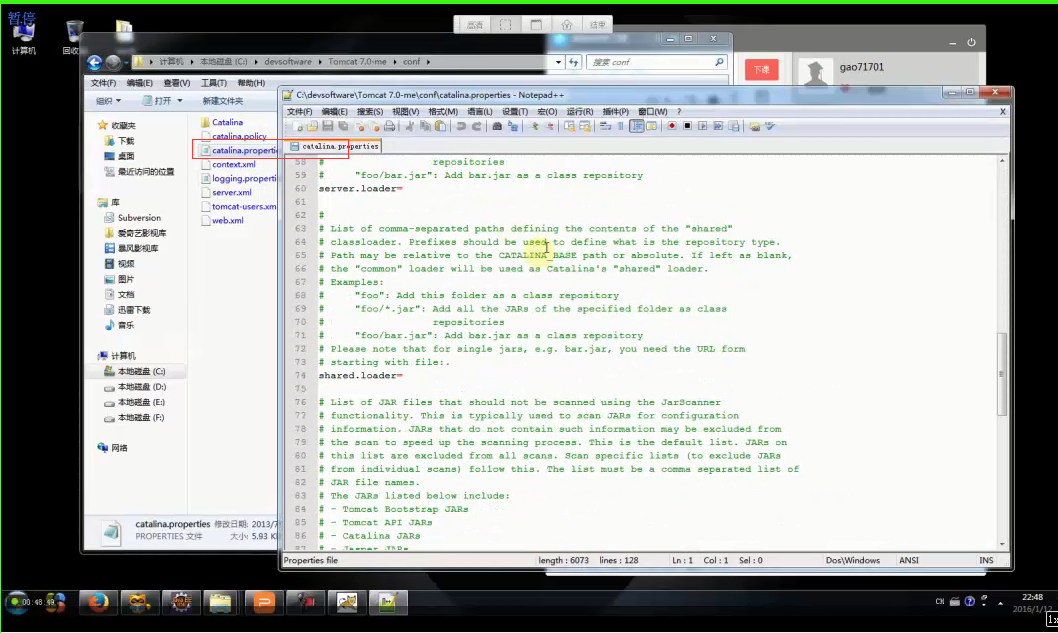 暂停
计算机
高清
结束
计算机 ▸ 本地磁盘 (C:) ▸ devsoftware ▸ Tomcat 7.0-me ▸ conf ▸
搜索 conf
文件(F) 编辑(E) 查看(V) 工具(T) 帮助(H)
组织 打开 新建文件夹
下课
gao71701
收藏夹
下载
桌面
最近访问的位置
库
Subversion
爱奇艺影视库
暴风影视库
视频
图片
文档
迅雷下载
音乐
计算机
本地磁盘 (C:)
本地磁盘 (D:)
本地磁盘 (E:)
本地磁盘 (F:)
网络
Catalina
catalina.policy
catalina.properti
context.xml
logging.properti
server.xml
tomcat-users.xm
web.xml
catalina.properties 修改日期: 2013/7
PROPERTIES 文件 大小: 5.93 K
C:\devsoftware\Tomcat 7.0-me\conf\catalina.properties - Notepad++
文件(F) 编辑(E) 搜索(S) 视图(V) 格式(M) 语言(L) 设置(T) 宏(O) 运行(R) 插件(P) 窗口(W) ? X
catalina.properties
58 # repositories
59 # "foo/bar.jar": Add bar.jar as a class repository
60 server.loader=
61
62 #
63 # List of comma-separated paths defining the contents of the "shared"
64 # classloader. Prefixes should be used to define what is the repository type.
65 # Path may be relative to the CATALINA_BASE path or absolute. If left as blank,
66 # the "common" loader will be used as Catalina's "shared" loader.
67 # Examples:
68 # "foo": Add this folder as a class repository
69 # "foo/*.jar": Add all the JARs of the specified folder as class
70 # repositories
71 # "foo/bar.jar": Add bar.jar as a class repository
72 # Please note that for single jars, e.g. bar.jar, you need the URL form
73 # starting with file:.
74 shared.loader=
75
76 # List of JAR files that should not be scanned using the JarScanner
77 # functionality. This is typically used to scan JARs for configuration
78 # information. JARs that do not contain such information may be excluded from
79 # the scan to speed up the scanning process. This is the default list. JARs on
80 # this list are excluded from all scans. Scan specific lists (to exclude JARs
81 # from individual scans) follow this. The list must be a comma separated list of
82 # JAR file names.
83 # The JARs listed below include:
84 # - Tomcat Bootstrap JARs
85 # - Tomcat API JARs
86 # - Catalina JARs
87 # - Jasper JARs
Properties file length : 6073 lines : 128 Ln : 1 Col : 1 Sel : 0 Dos\Windows ANSI INS
00:48:49
CH
22:48
2016/1/12
1x